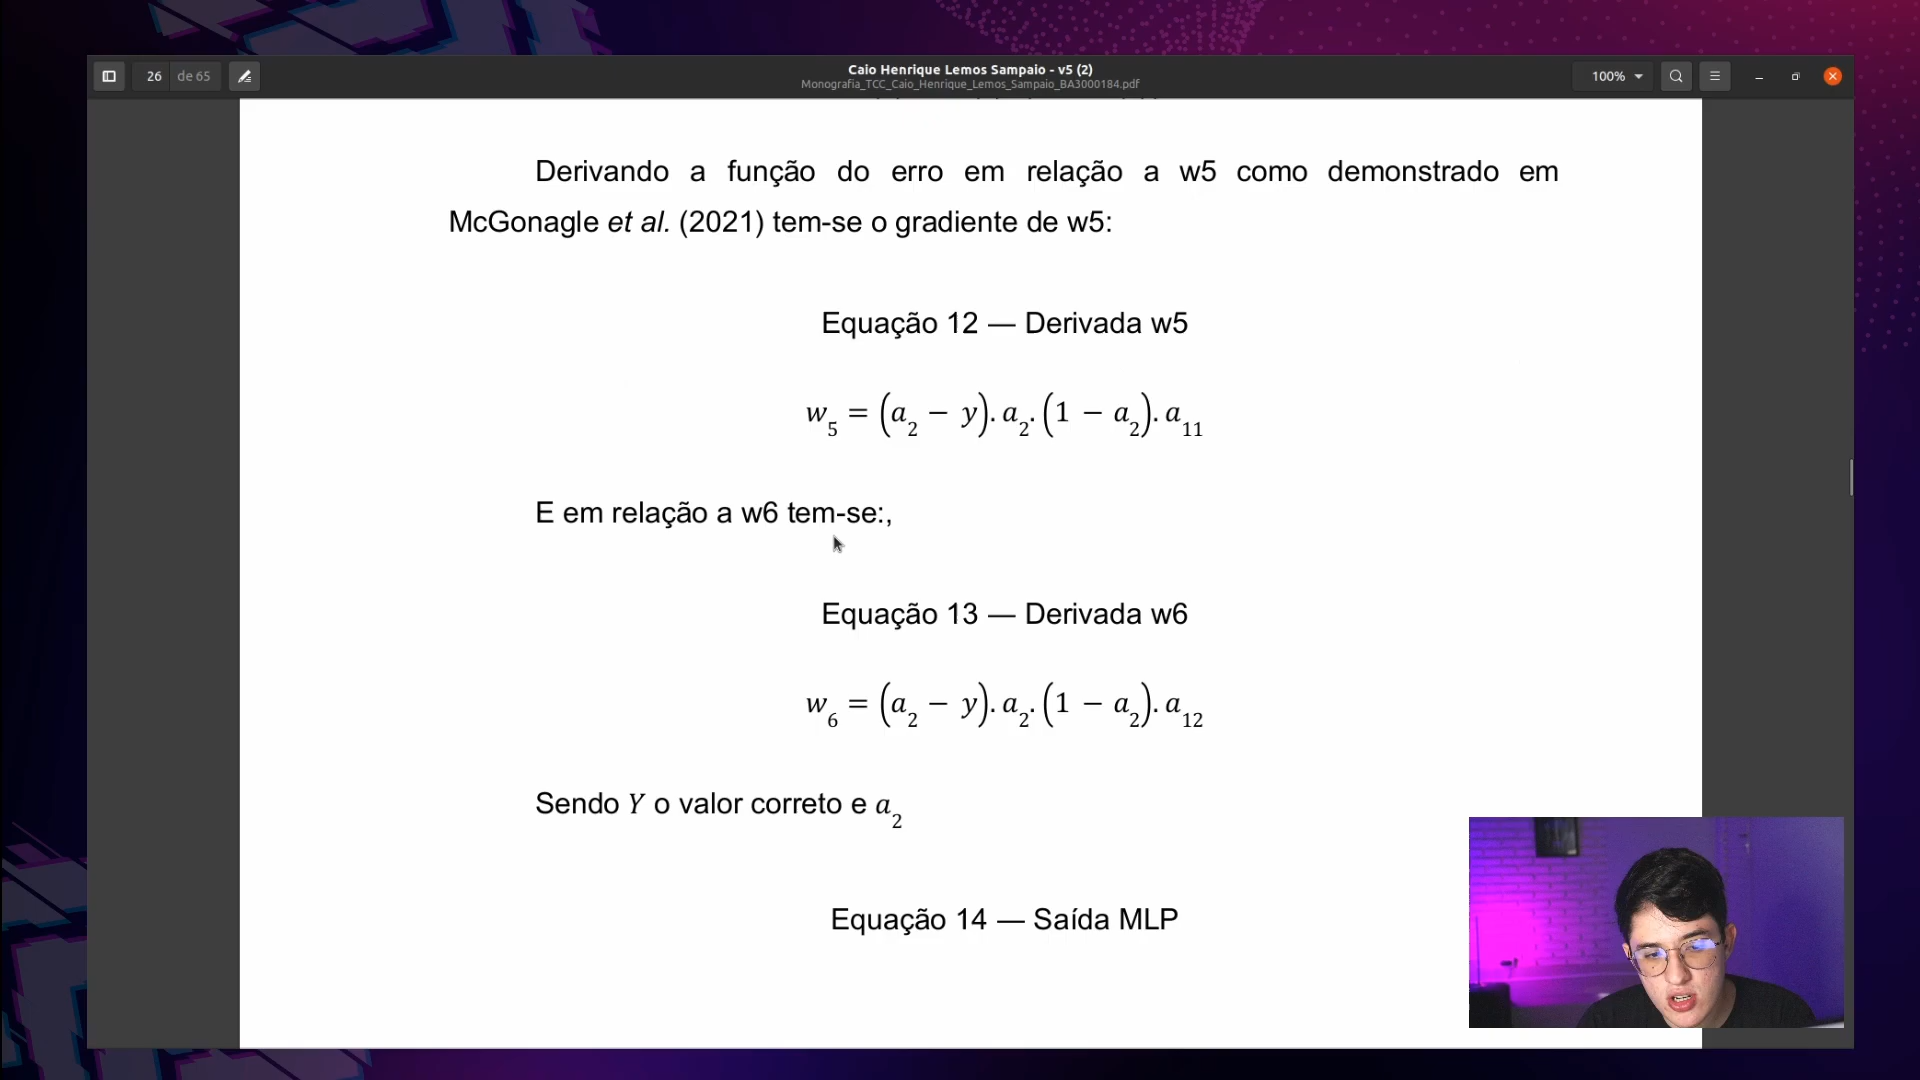 26 de 65
Caio Henrique Lemos Sampaio - v5 (2)
Monografia_TCC_Caio_Henrique_Lemos_Sampaio_BA3000184.pdf
100%
Derivando a função do erro em relação a w5 como demonstrado em
McGonagle et al. (2021) tem-se o gradiente de w5:
Equação 12 — Derivada w5
w₅ = (a₂ − y). a₂. (1 − a₂). a₁₁
E em relação a w6 tem-se:,
Equação 13 — Derivada w6
w₆ = (a₂ − y). a₂. (1 − a₂). a₁₂
Sendo Y o valor correto e a₂
Equação 14 — Saída MLP